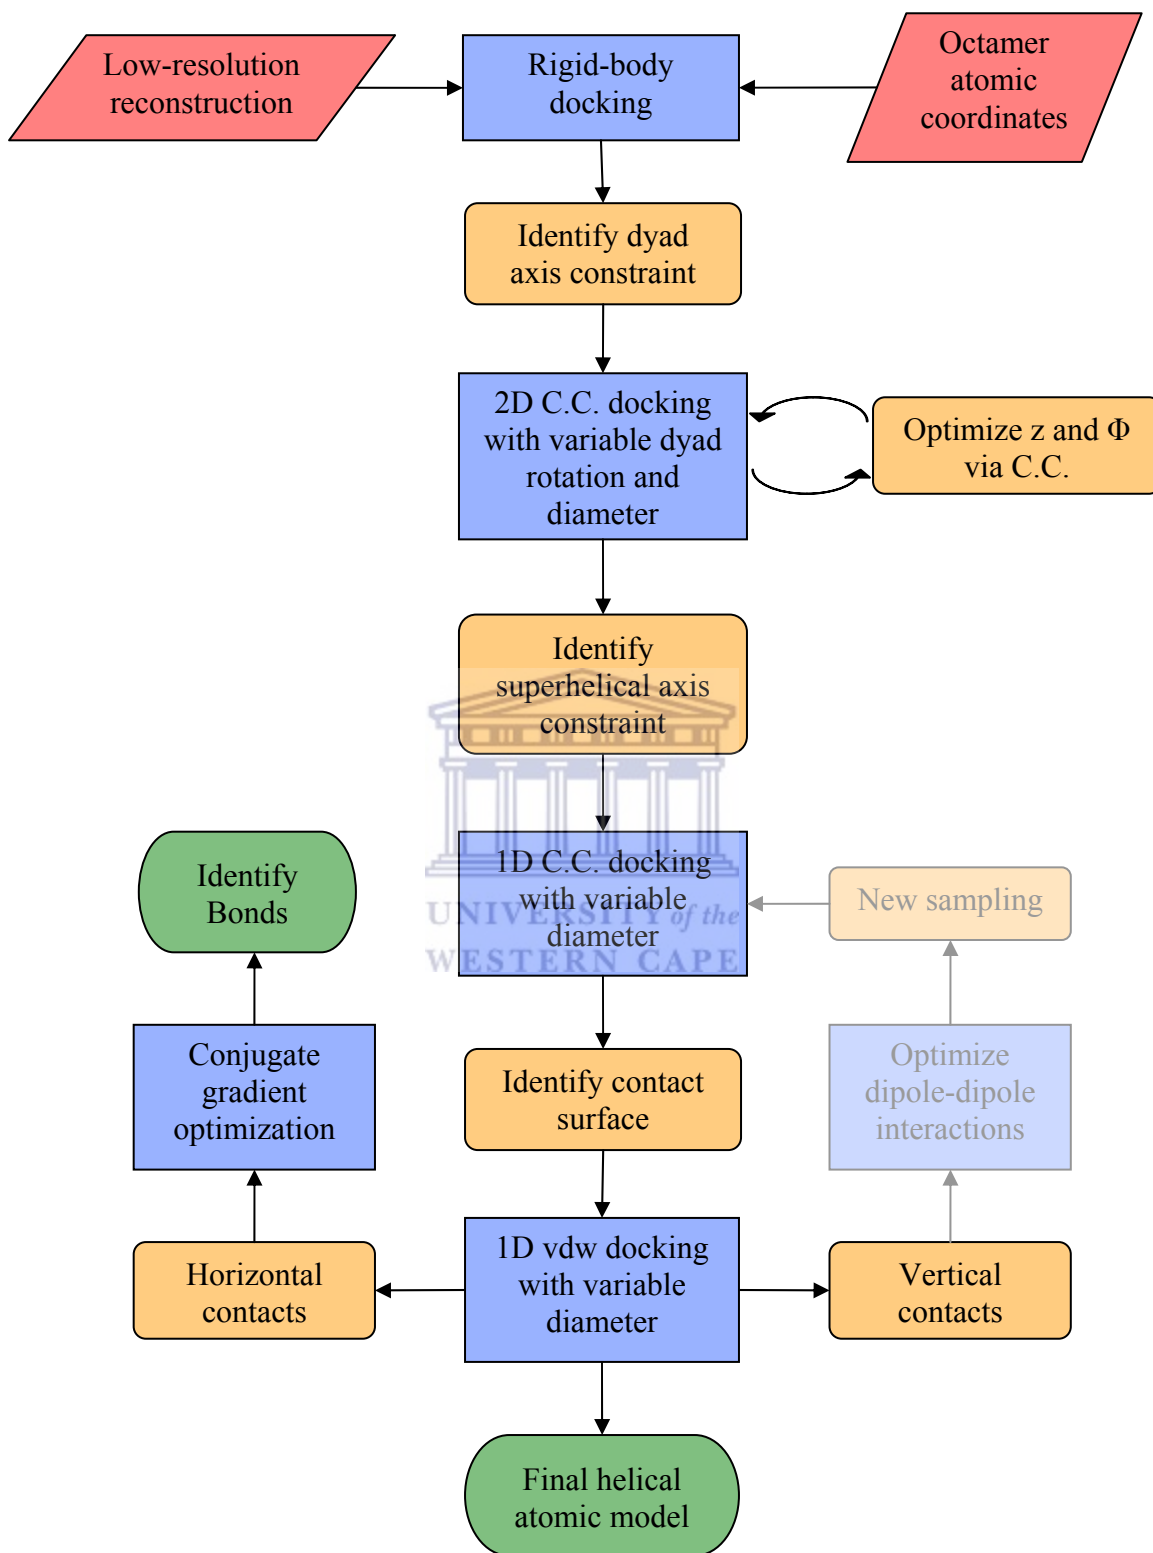 Low-resolution
reconstruction
Rigid-body
docking
Octamer
atomic
coordinates
Identify dyad
axis constraint
2D C.C. docking
with variable dyad
rotation and
diameter
Optimize z and Φ
via C.C.
Identify
superhelical axis
constraint
Identify
Bonds
1D C.C. docking
with variable
diameter
New sampling
UNIVERSITY of the
WESTERN CAPE
Conjugate
gradient
optimization
Identify contact
surface
Optimize
dipole-dipole
interactions
Horizontal
contacts
1D vdw docking
with variable
diameter
Vertical
contacts
Final helical
atomic model